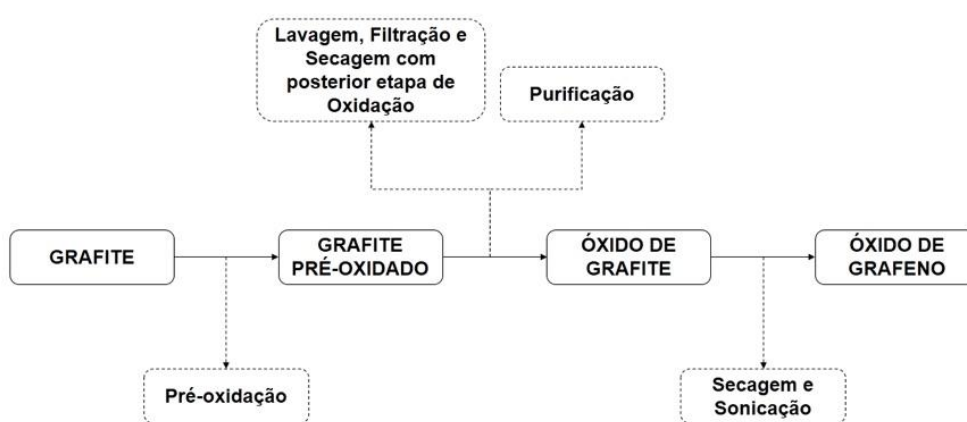 Lavagem, Filtração e
Secagem com
posterior etapa de
Oxidação
Purificação
GRAFITE
GRAFITE
PRÉ-OXIDADO
ÓXIDO DE
GRAFITE
ÓXIDO DE
GRAFENO
Pré-oxidação
Secagem e
Sonicação